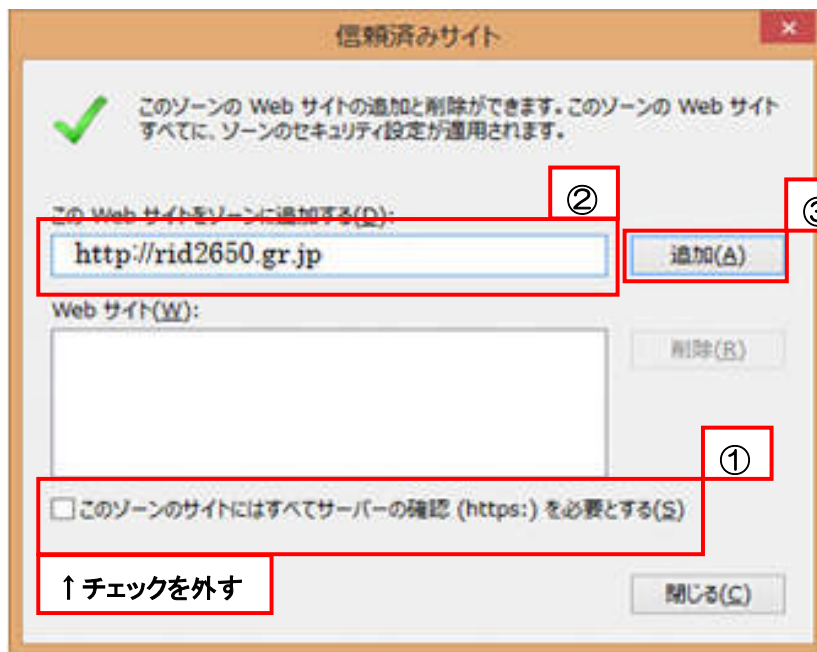 信頼済みサイト
このゾーンの Web サイトの追加と削除ができます。このゾーンの Web サイト
すべてに、ゾーンのセキュリティ設定が適用されます。
②
③
この Web サイトをゾーンに追加する(D):
http://rid2650.gr.jp
追加(A)
Web サイト(W):
削除(R)
①
このゾーンのサイトにはすべてサーバーの確認 (https:) を必要とする(S)
↑チェックを外す
閉じる(C)